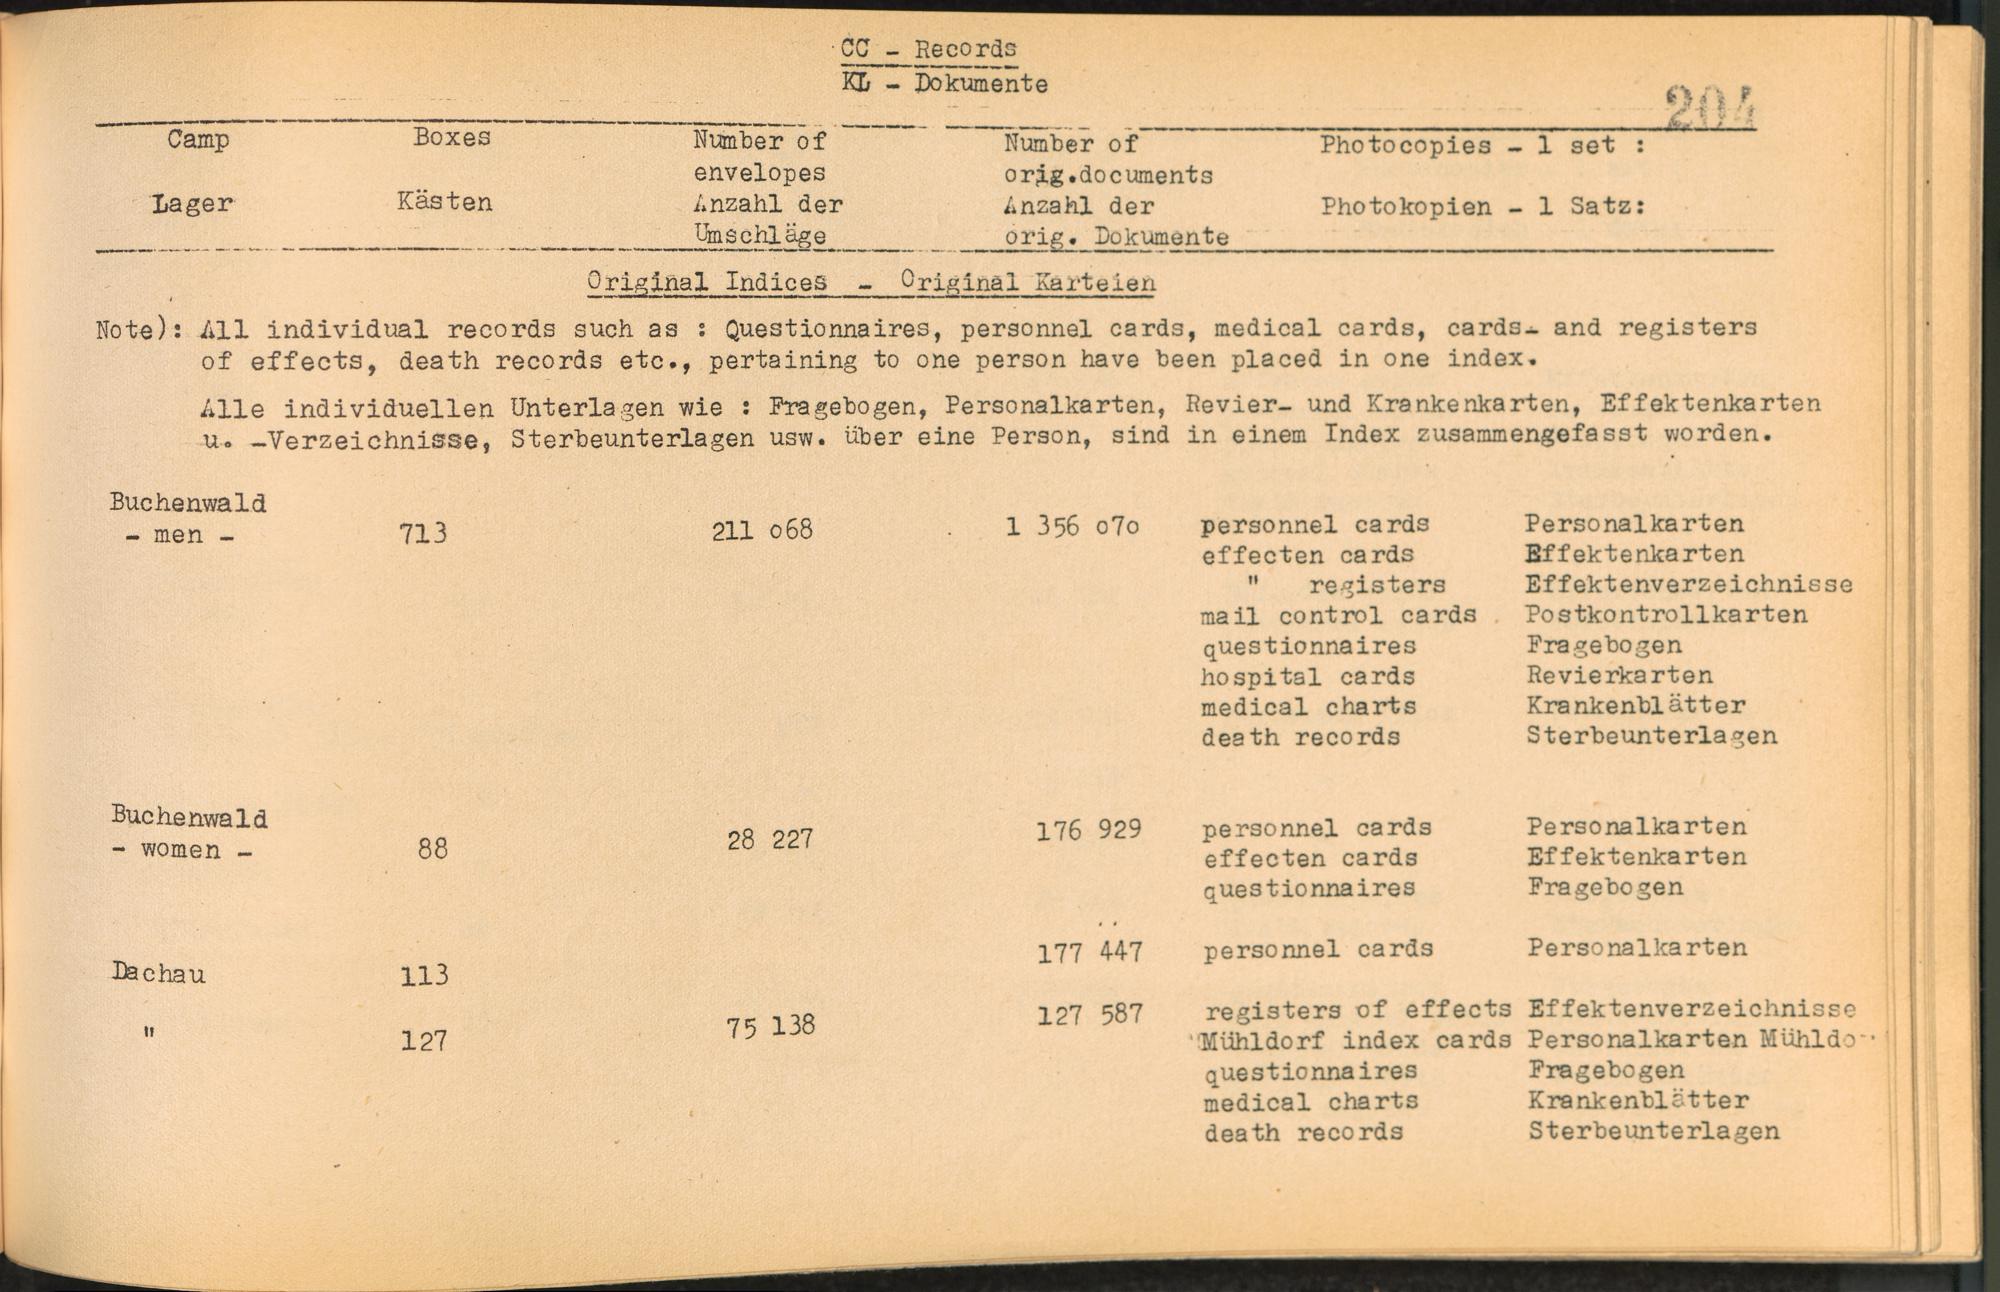 CC - Records
KL - Dokumente
204
Camp Boxes Number of envelopes Number of orig.documents Photocopies - 1 set :
Lager Kästen Anzahl der Umschläge Anzahl der orig. Dokumente Photokopien - 1 Satz:
Original Indices - Original Karteien
Note): All individual records such as : Questionnaires, personnel cards, medical cards, cards- and registers
of effects, death records etc., pertaining to one person have been placed in one index.
Alle individuellen Unterlagen wie : Fragebogen, Personalkarten, Revier- und Krankenkarten, Effektenkarten
u. -Verzeichnisse, Sterbeunterlagen usw. über eine Person, sind in einem Index zusammengefasst worden.
Buchenwald
- men - 713 211 o68 1 356 o7o personnel cards Personalkarten
effecten cards Effektenkarten
" registers Effektenverzeichnisse
mail control cards Postkontrollkarten
questionnaires Fragebogen
hospital cards Revierkarten
medical charts Krankenblätter
death records Sterbeunterlagen
Buchenwald
- women - 88 28 227 176 929 personnel cards Personalkarten
effecten cards Effektenkarten
questionnaires Fragebogen
Dachau 113 177 447 personnel cards Personalkarten
" 127 75 138 127 587 registers of effects Effektenverzeichnisse
Mühldorf index cards Personalkarten
questionnaires Fragebogen
medical charts Krankenblätter
death records Sterbeunterlagen